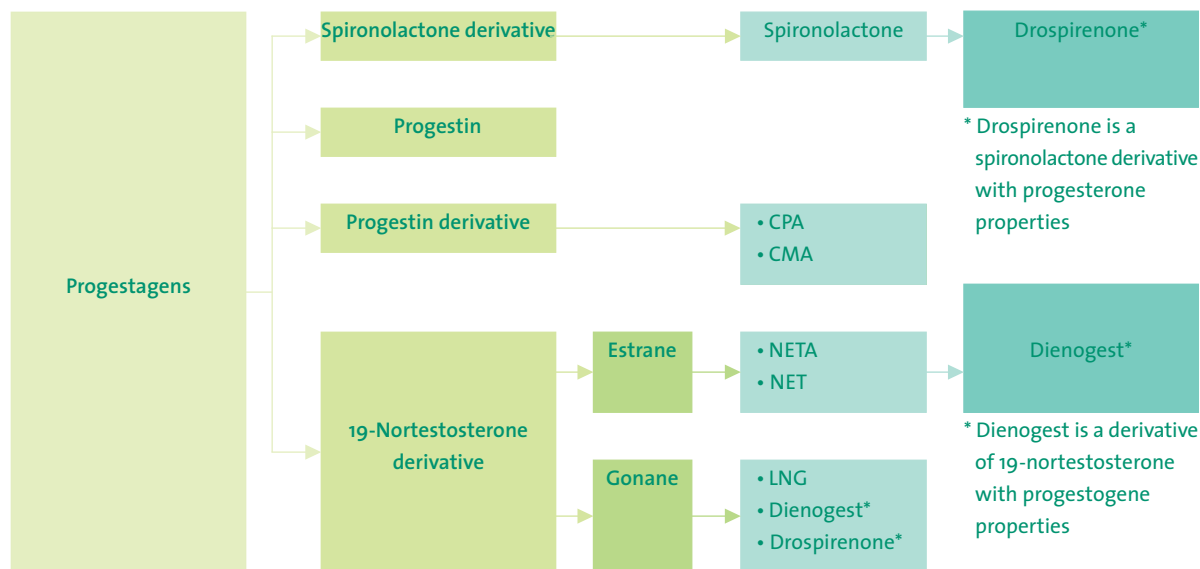 Progestagens
Spironolactone derivative
Spironolactone
Drospirenone*
* Drospirenone is a
spironolactone derivative
with progesterone
properties
Progestin
Progestin derivative
• CPA
• CMA
19-Nortestosterone
derivative
Estrane
• NETA
• NET
Dienogest*
* Dienogest is a derivative
of 19-nortestosterone
with progestogene
properties
Gonane
• LNG
• Dienogest*
• Drospirenone*